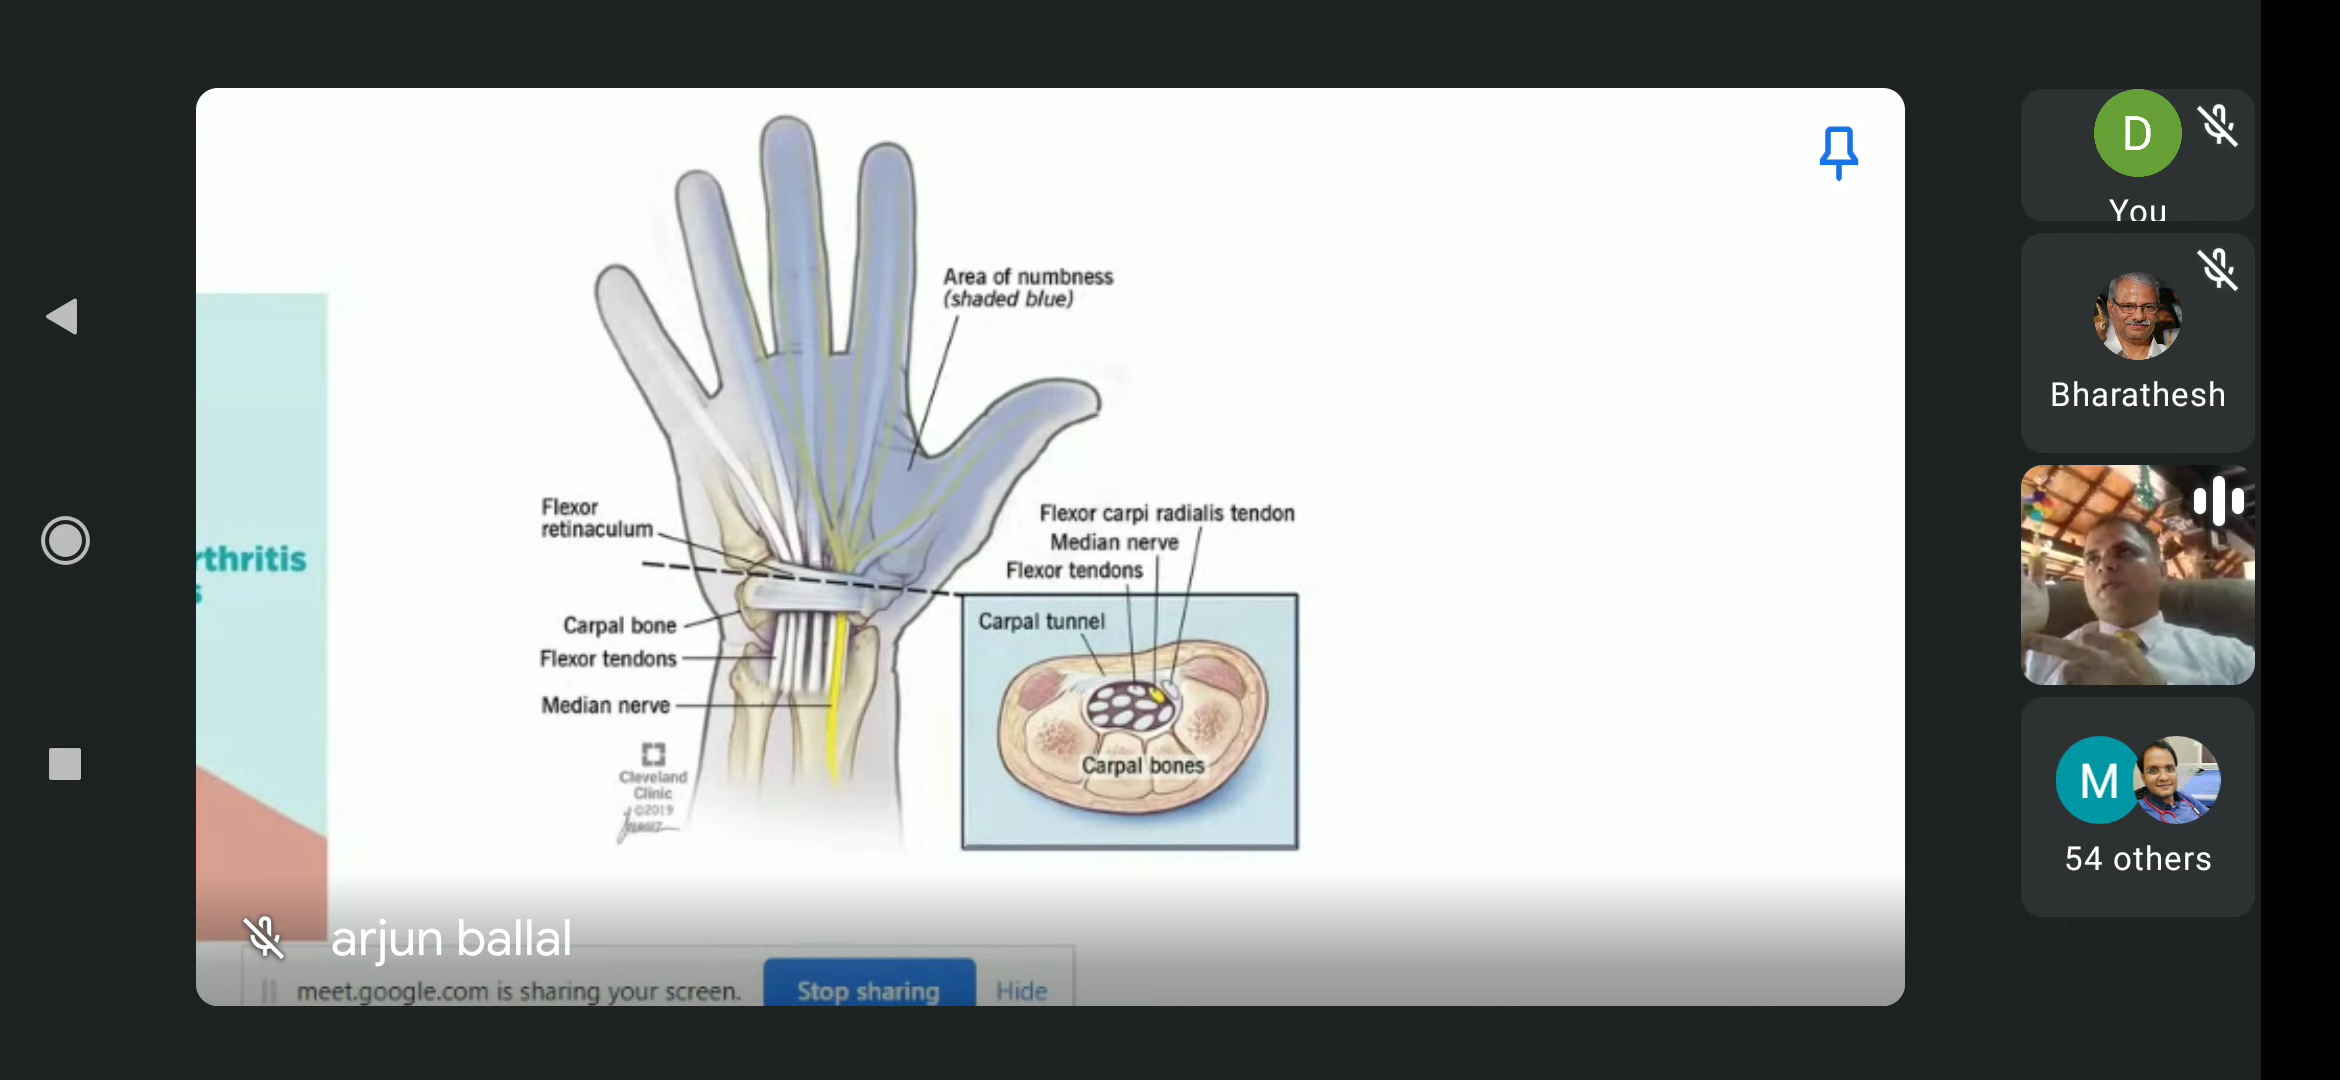 Area of numbness
(shaded blue)
Flexor
retinaculum
Flexor carpi radialis tendon
Median nerve
Flexor tendons
Carpal tunnel
Carpal bone
Flexor tendons
Median nerve
Carpal bones
Cleveland
Clinic
©2019
rthritis
s
arjun ballal
meet.google.com is sharing your screen.
Stop sharing
Hide
D
You
Bharathesh
M
54 others